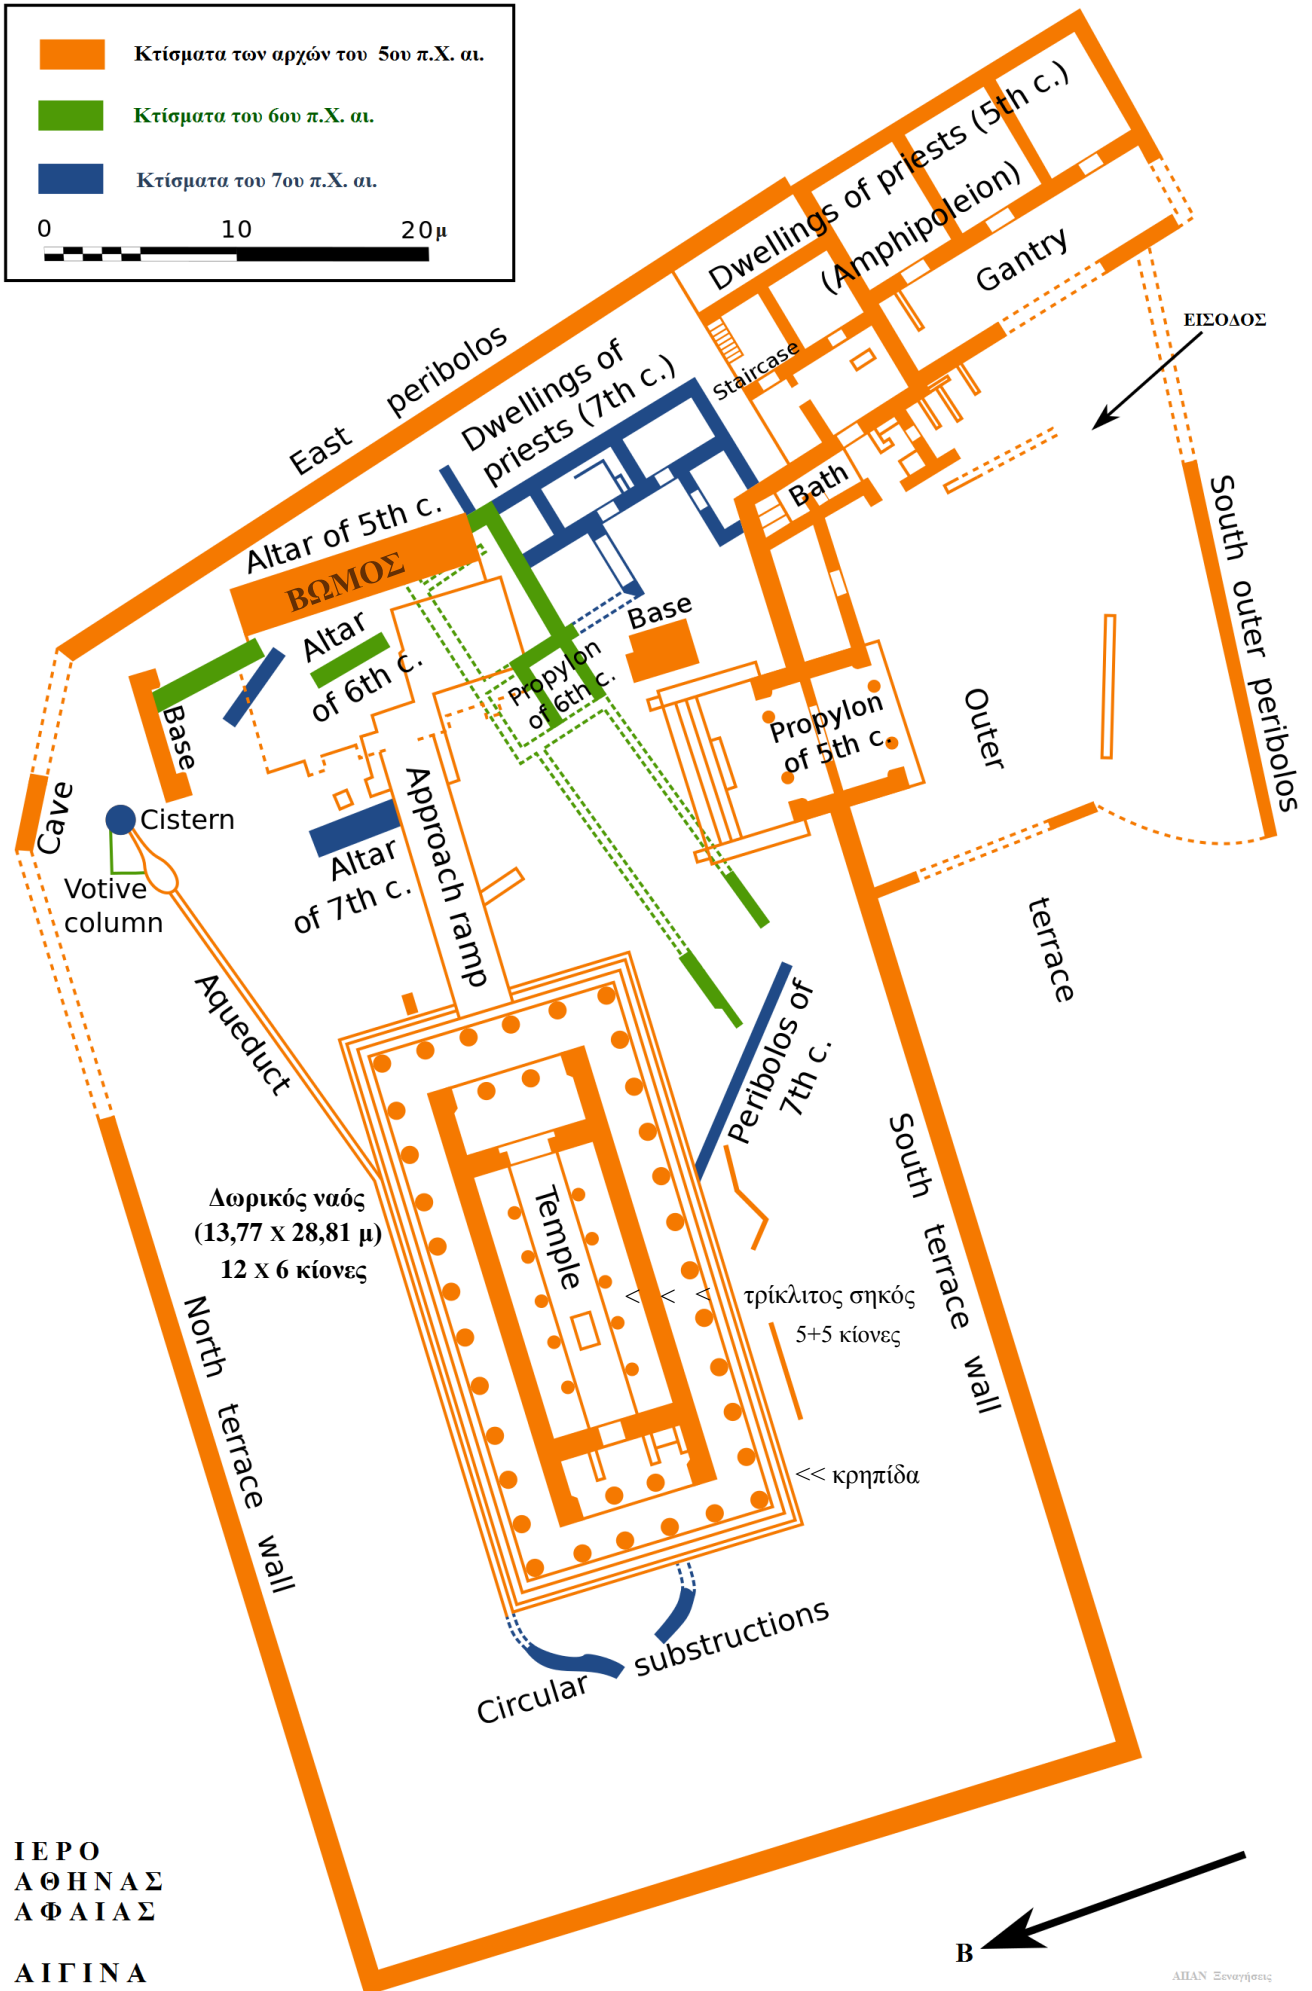 Κτίσματα των αρχών του 5ου π.Χ. αι.
Κτίσματα του 6ου π.Χ. αι.
Κτίσματα του 7ου π.Χ. αι.
0 10 20 μ
Dwellings of priests (5th c.)
(Amphipoleion)
Gantry
ΕΙΣΟΔΟΣ
East peribolos
Dwellings of
priests (7th c.)
Staircase
Bath
South outer peribolos
Altar of 5th c.
ΒΩΜΟΣ
Altar
of 6th c.
Base
Propylon
of 6th c.
Base
Propylon
of 5th c.
Outer
terrace
Cave
Cistern
Votive
column
Altar
of 7th c.
Approach ramp
Aqueduct
Peribolos of
7th c.
South terrace wall
Δωρικός ναός
(13,77 Χ 28,81 μ)
12 Χ 6 κίονες
Temple
< < < τρίκλιτος σηκός
5+5 κίονες
North terrace wall
<< κρηπίδα
Circular substructions
ΙΕΡΟ
ΑΘΗΝΑΣ
ΑΦΑΙΑΣ
ΑΙΓΙΝΑ
Β
ΑΠΑΝ Ξεναγήσεις